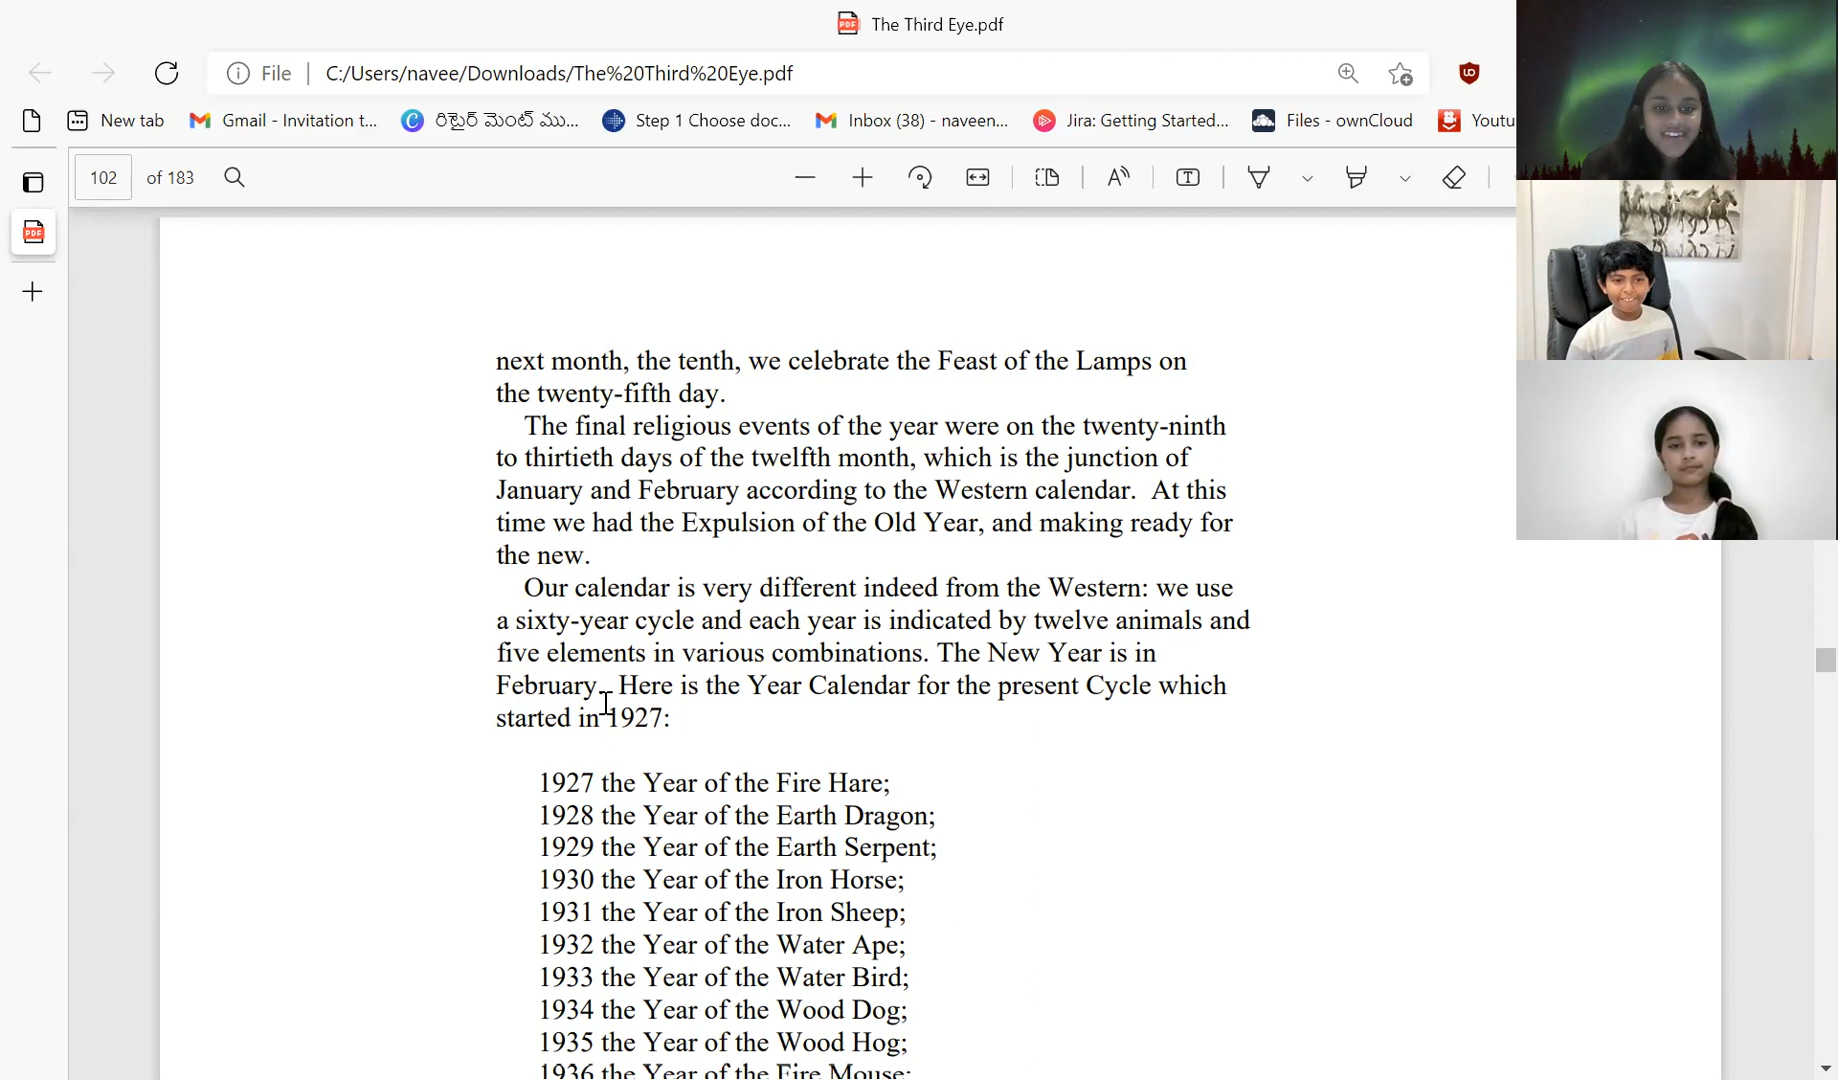 The Third Eye.pdf
File
C:/Users/navee/Downloads/The%20Third%20Eye.pdf
New tab
Gmail - Invitation t...
రిటైర్ మెంట్ ము...
Step 1 Choose doc...
Inbox (38) - naveen...
Jira: Getting Started...
Files - ownCloud
Youtu
102 of 183
next month, the tenth, we celebrate the Feast of the Lamps on
the twenty-fifth day.
The final religious events of the year were on the twenty-ninth
to thirtieth days of the twelfth month, which is the junction of
January and February according to the Western calendar. At this
time we had the Expulsion of the Old Year, and making ready for
the new.
Our calendar is very different indeed from the Western: we use
a sixty-year cycle and each year is indicated by twelve animals and
five elements in various combinations. The New Year is in
February. Here is the Year Calendar for the present Cycle which
started in 1927:
1927 the Year of the Fire Hare;
1928 the Year of the Earth Dragon;
1929 the Year of the Earth Serpent;
1930 the Year of the Iron Horse;
1931 the Year of the Iron Sheep;
1932 the Year of the Water Ape;
1933 the Year of the Water Bird;
1934 the Year of the Wood Dog;
1935 the Year of the Wood Hog;
1936 the Year of the Fire Mouse;